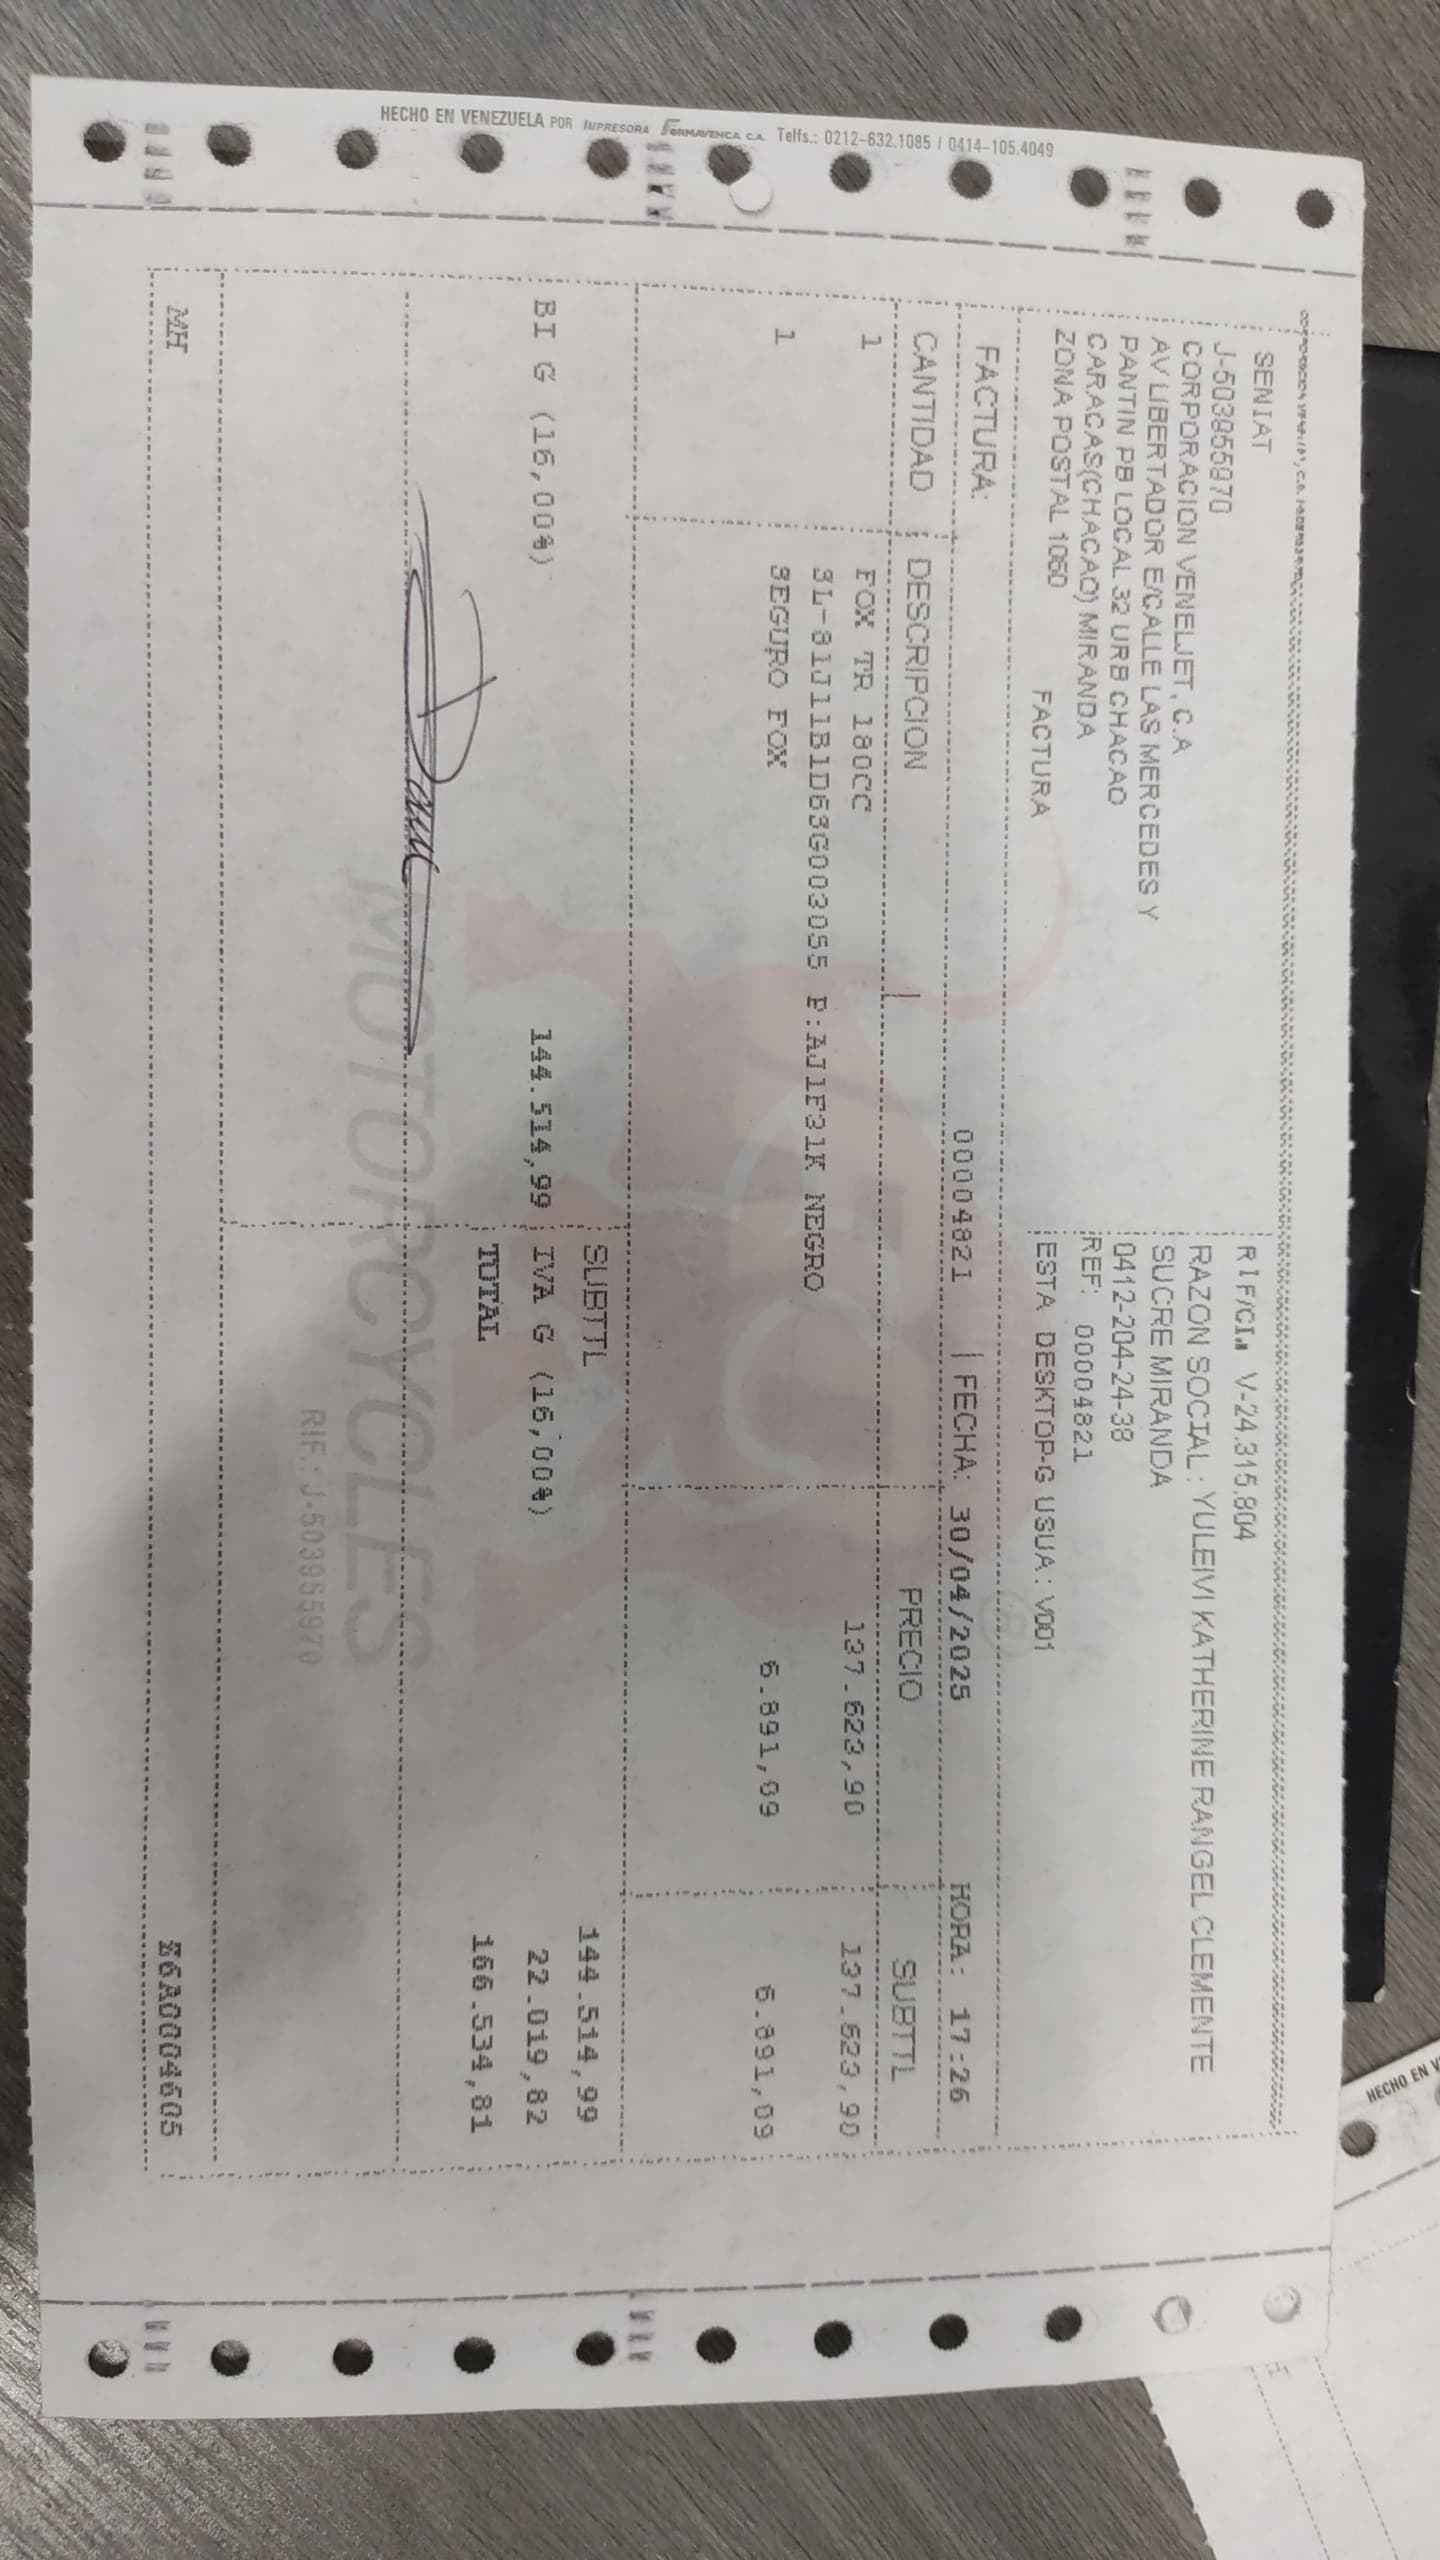 HECHO EN VENEZUELA POR IMPRESORA FORMAVENCA C.A. Telfs.: 0212-632.1085 / 0414-105.4049
SENIAT
J-503955970
CORPORACION VENELJET, C.A
AV LIBERTADOR E/CALLE LAS MERCEDES Y
PANTIN PB LOCAL 32 URB CHACAO
CARACAS(CHACAO) MIRANDA
ZONA POSTAL 1060
RIF/CI.: V-24.315.804
RAZON SOCIAL : YULEIVI KATHERINE RANGEL CLEMENTE
SUCRE MIRANDA
0412-204-24-38
REF: 00004821
ESTA DESKTOP-G USUA : V001
FACTURA
FACTURA: 00004821 | FECHA: 30/04/2025 HORA: 17:26
CANTIDAD | DESCRIPCION | PRECIO SUBTTL
1 FOX TR 180CC 137.623,90 137.623,90
SL-81J11B1D63G003055 P:AJ1F31K NEGRO
1 SEGURO FOX 6.891,09 6.891,09
SUBTTL 144.514,99
BI G (16,00%) 144.514,99 IVA G (16,00%) 22.019,82
TOTAL 166.534,81
MOTORCYCLES
RIF.: J-503955970
MH Z6A0004605
HECHO EN V